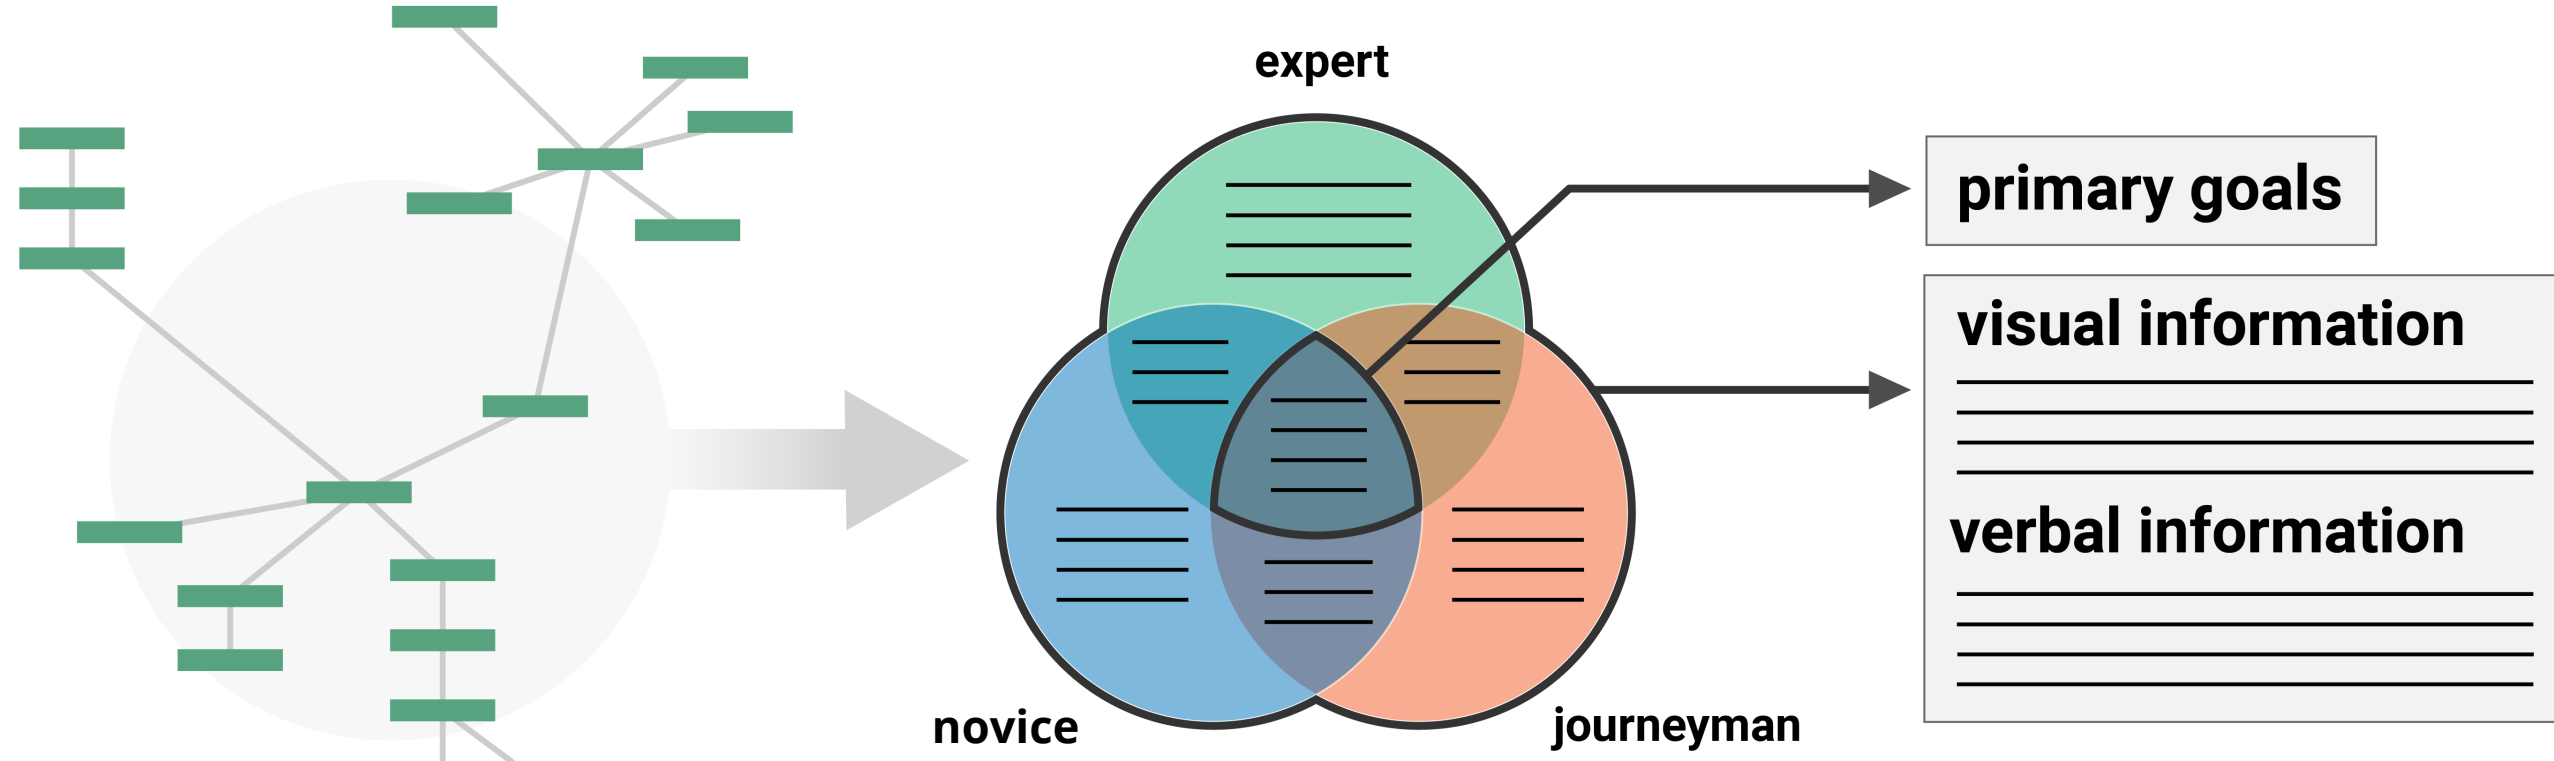 expert
primary goals
visual information
verbal information
novice
journeyman